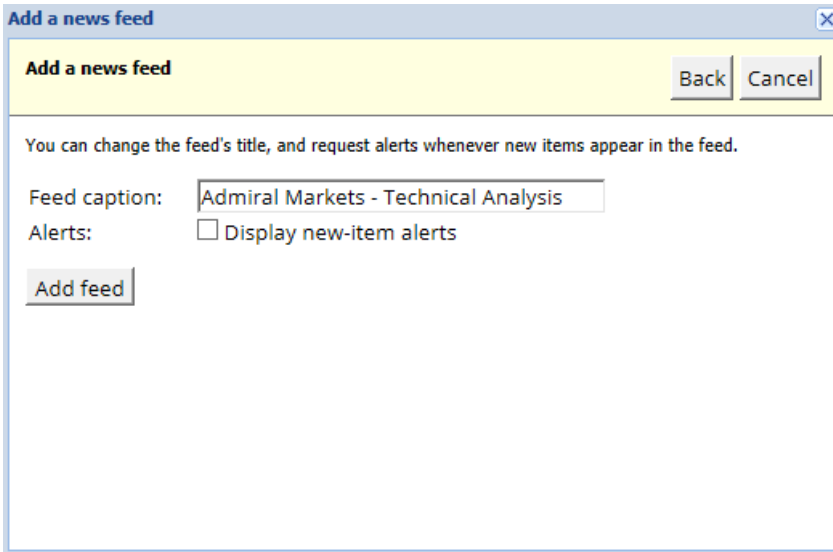 Add a news feed
Add a news feed
Back Cancel
You can change the feed's title, and request alerts whenever new items appear in the feed.
Feed caption: Admiral Markets - Technical Analysis
Alerts: Display new-item alerts
Add feed